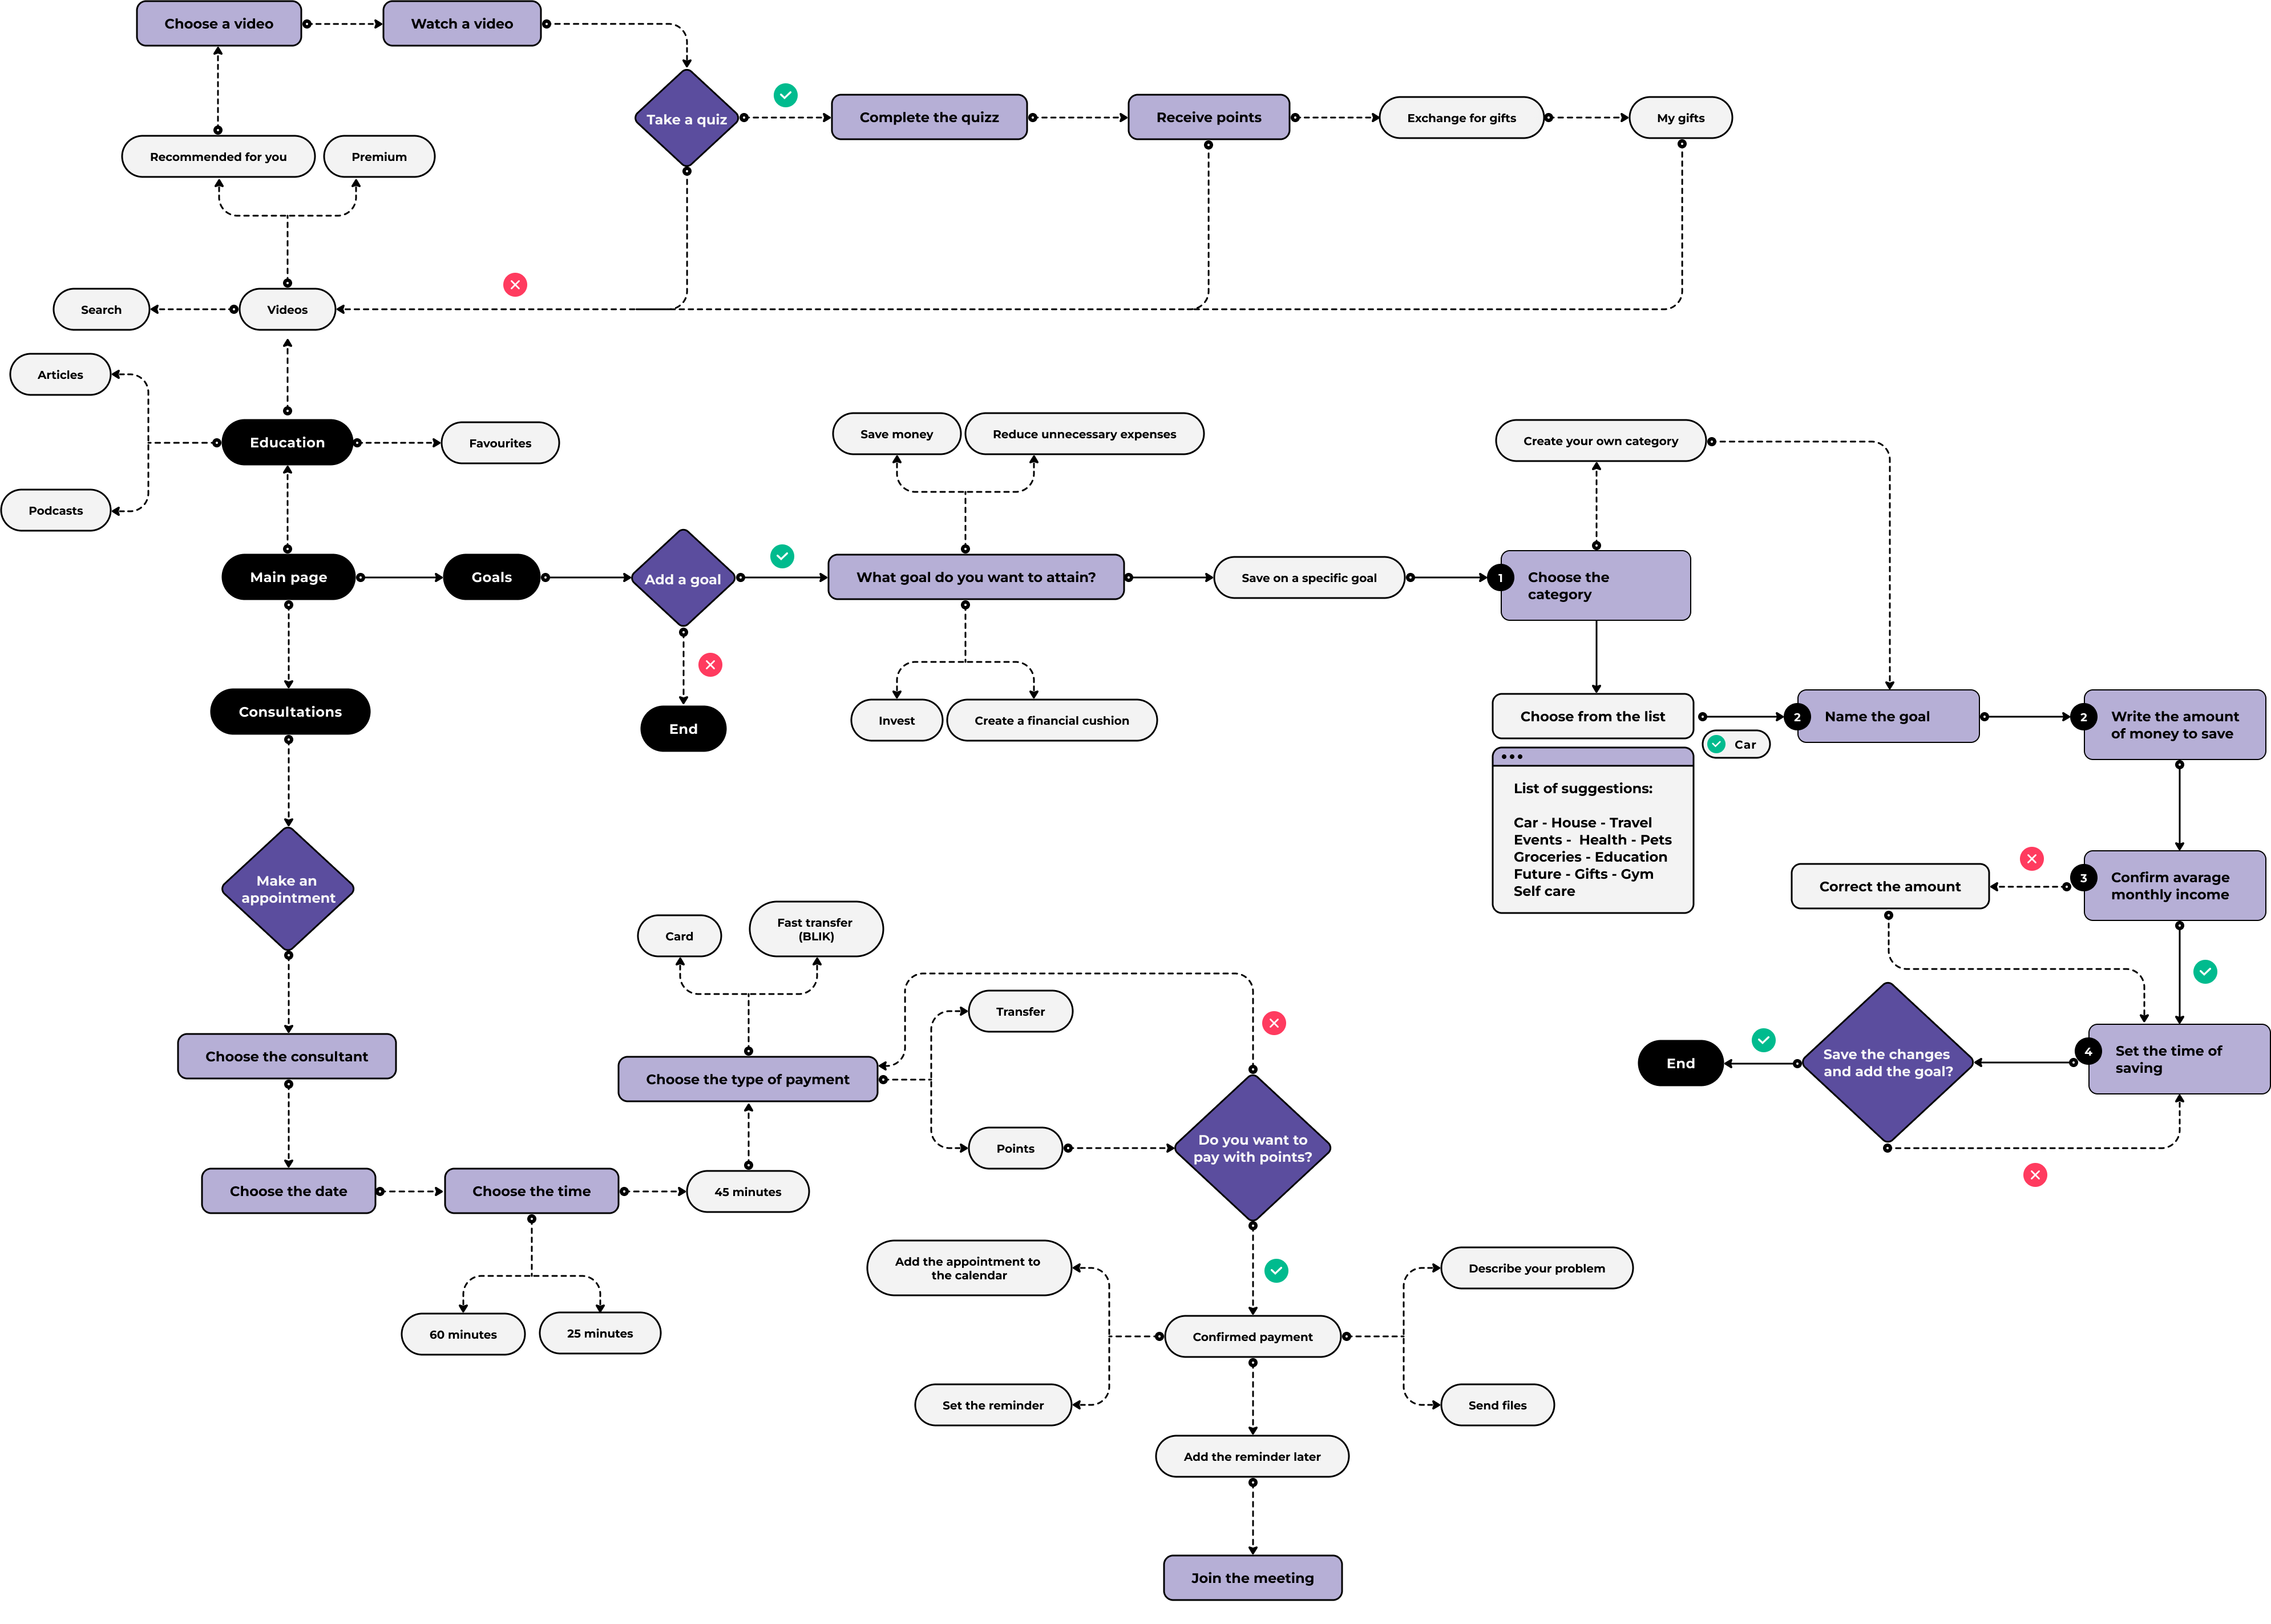 Choose a video
Watch a video
Take a quiz
Complete the quizz
Receive points
Exchange for gifts
My gifts
Recommended for you
Premium
Search
Videos
Articles
Education
Favourites
Podcasts
Save money
Reduce unnecessary expenses
Create your own category
Main page
Goals
Add a goal
What goal do you want to attain?
Save on a specific goal
1
Choose the
category
Consultations
End
Invest
Create a financial cushion
Choose from the list
Car
2
Name the goal
2
Write the amount
of money to save
List of suggestions:
Car - House - Travel
Events - Health - Pets
Groceries - Education
Future - Gifts - Gym
Self care
Correct the amount
3
Confirm avarage
monthly income
Make an
appointment
Card
Fast transfer
(BLIK)
Transfer
Choose the consultant
Choose the type of payment
End
Save the changes
and add the goal?
4
Set the time of
saving
Points
Do you want to
pay with points?
Choose the date
Choose the time
45 minutes
60 minutes
25 minutes
Add the appointment to
the calendar
Describe your problem
Confirmed payment
Set the reminder
Send files
Add the reminder later
Join the meeting